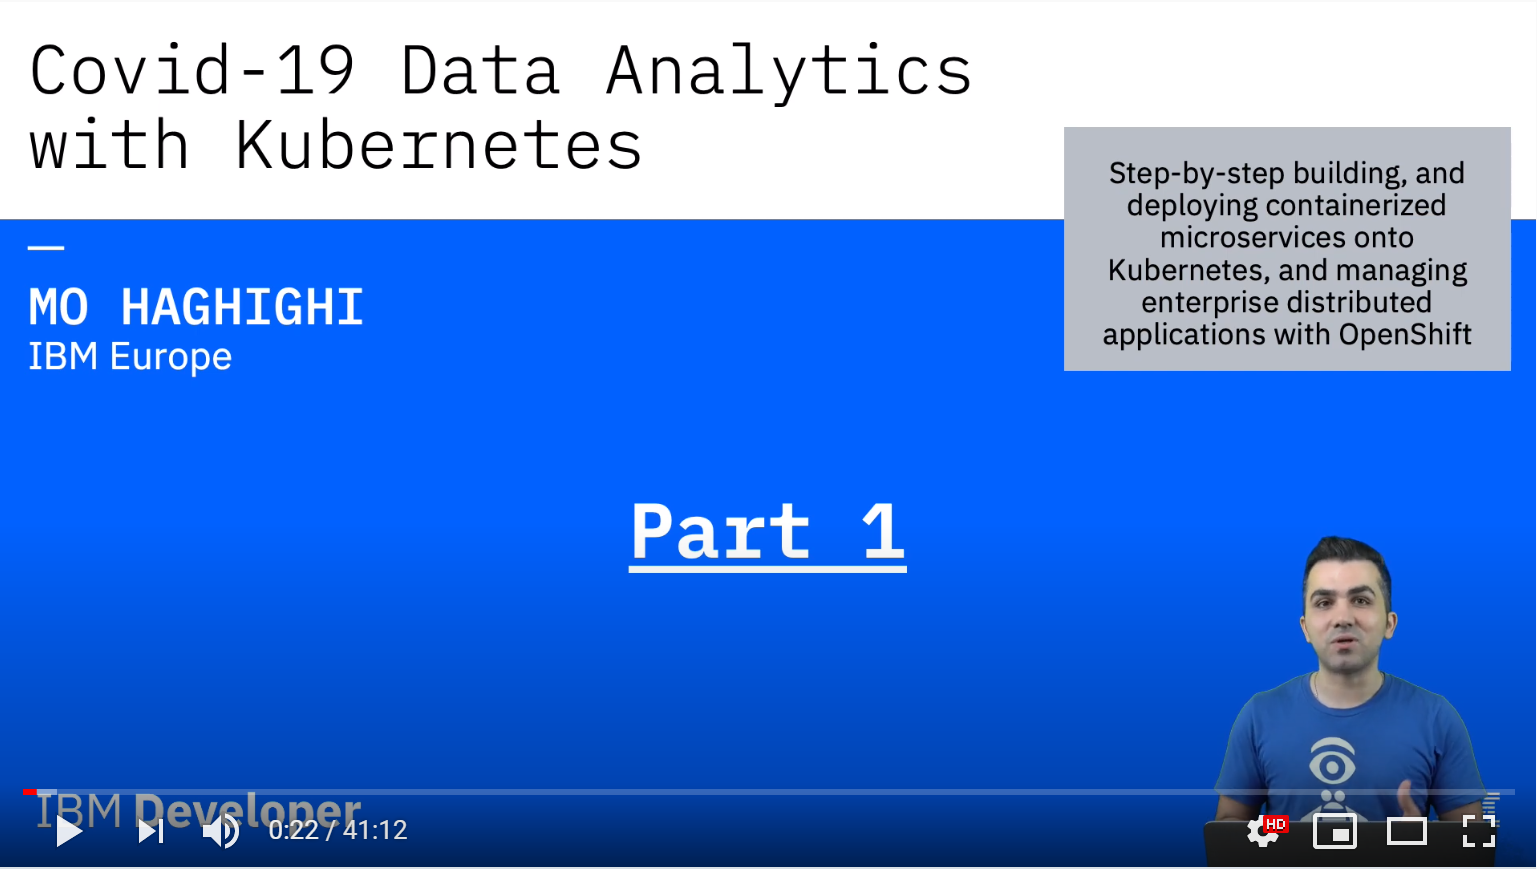 Covid-19 Data Analytics
with Kubernetes
Step-by-step building, and
deploying containerized
microservices onto
Kubernetes, and managing
enterprise distributed
applications with OpenShift
MO HAGHIGHI
IBM Europe
Part 1
IBM Developer
0:22 / 41:12
HD